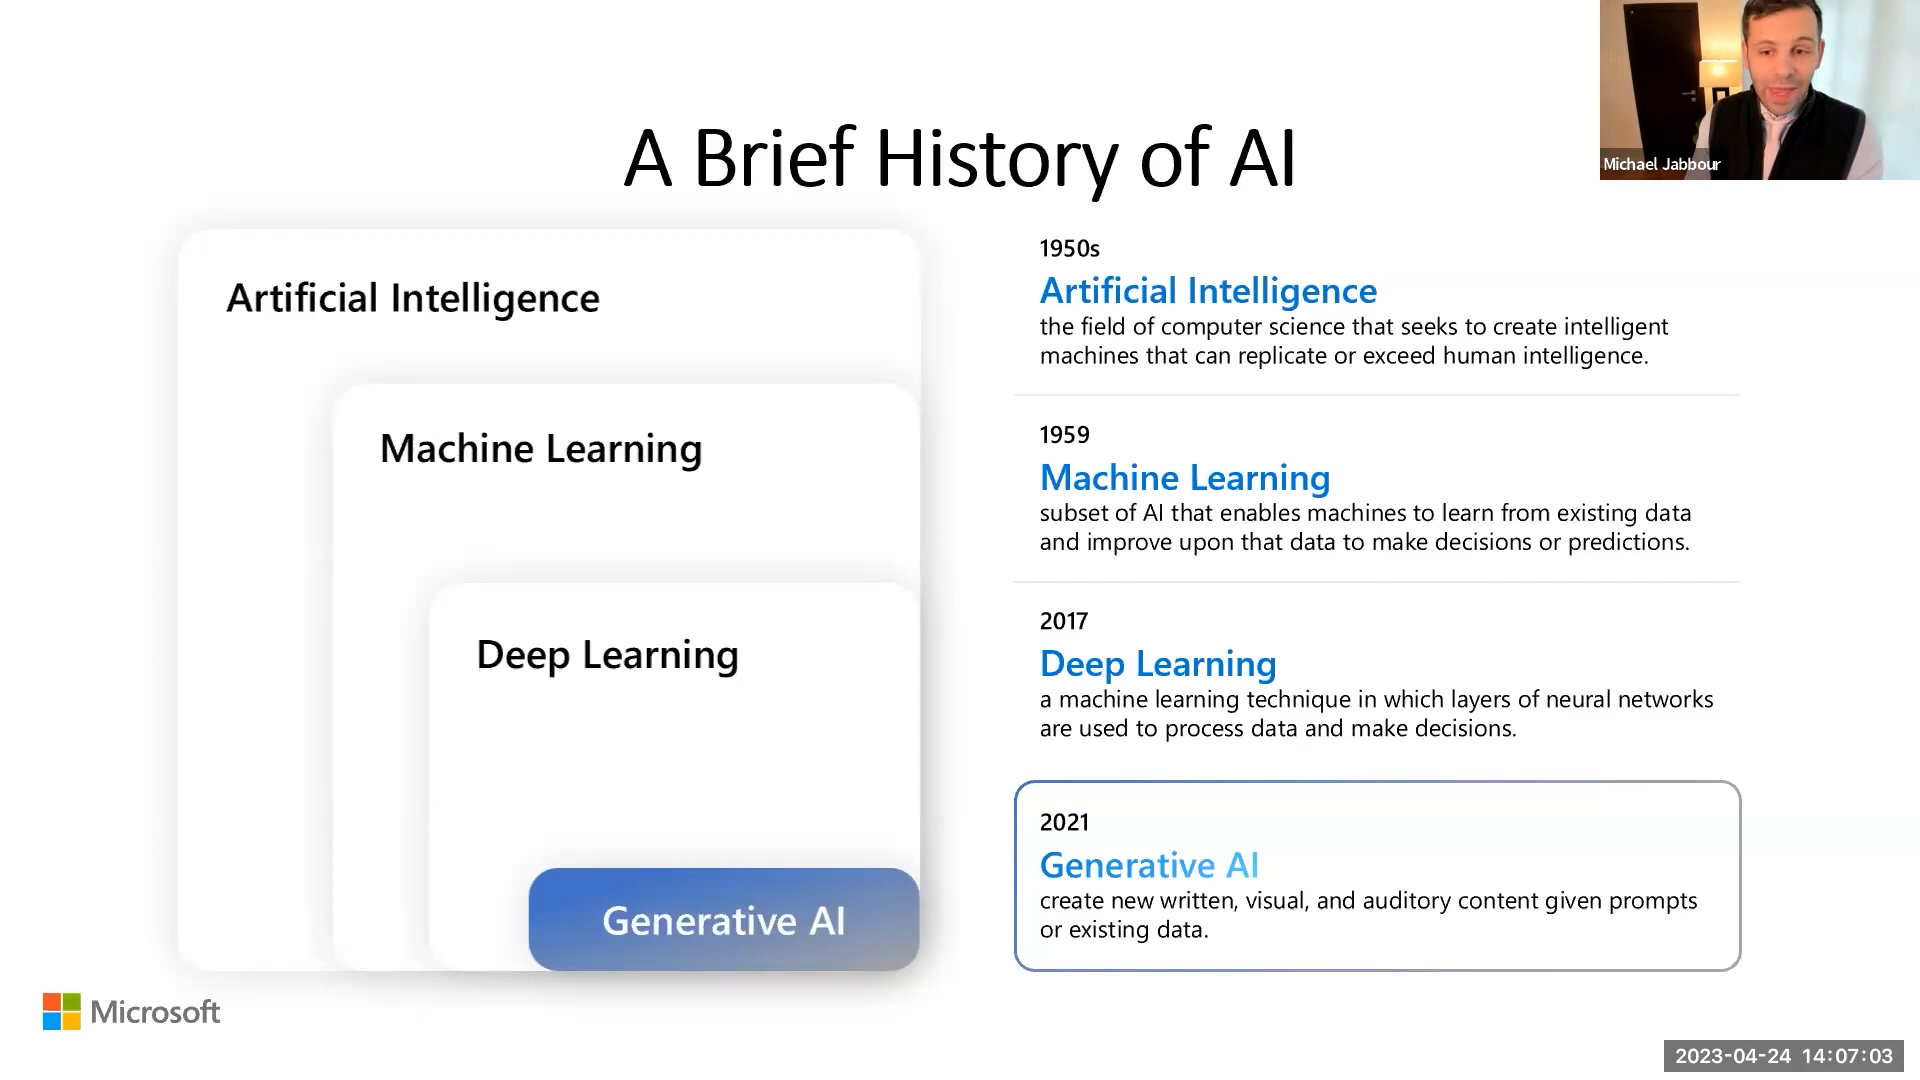 Michael Jabbour
A Brief History of AI
Artificial Intelligence
Machine Learning
Deep Learning
Generative AI
1950s
Artificial Intelligence
the field of computer science that seeks to create intelligent
machines that can replicate or exceed human intelligence.
1959
Machine Learning
subset of AI that enables machines to learn from existing data
and improve upon that data to make decisions or predictions.
2017
Deep Learning
a machine learning technique in which layers of neural networks
are used to process data and make decisions.
2021
Generative AI
create new written, visual, and auditory content given prompts
or existing data.
Microsoft
2023-04-24 14:07:03